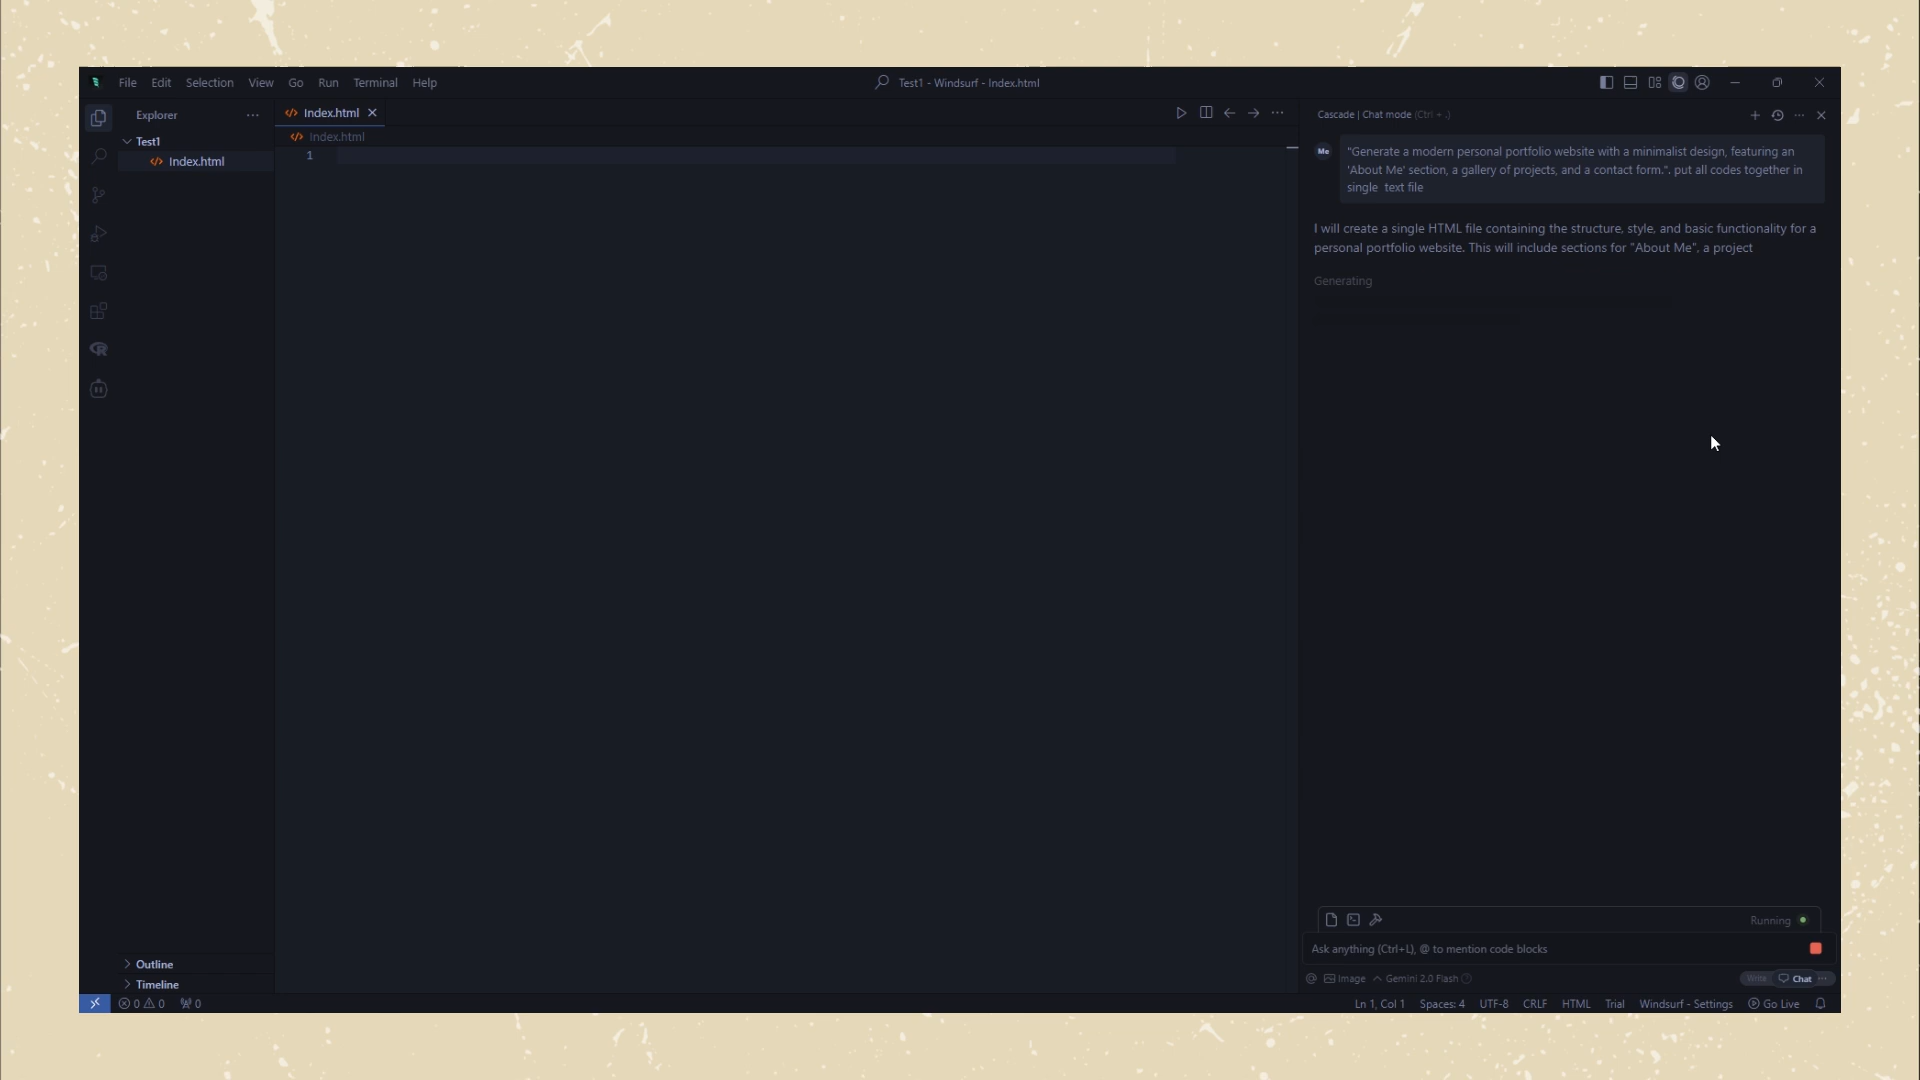 File Edit Selection View Go Run Terminal Help
Test1 - Windsurf - Index.html
Explorer
Test1
Index.html
Outline
Timeline
Index.html
Index.html
1
Cascade | Chat mode (Ctrl + .)
Me
"Generate a modern personal portfolio website with a minimalist design, featuring an
'About Me' section, a gallery of projects, and a contact form.". put all codes together in
single text file
I will create a single HTML file containing the structure, style, and basic functionality for a
personal portfolio website. This will include sections for "About Me", a project
Generating
Running
Ask anything (Ctrl+L), @ to mention code blocks
Image Gemini 2.0 Flash
Write Chat
0 0 0
Ln 1, Col 1 Spaces: 4 UTF-8 CRLF HTML Trial Windsurf - Settings Go Live